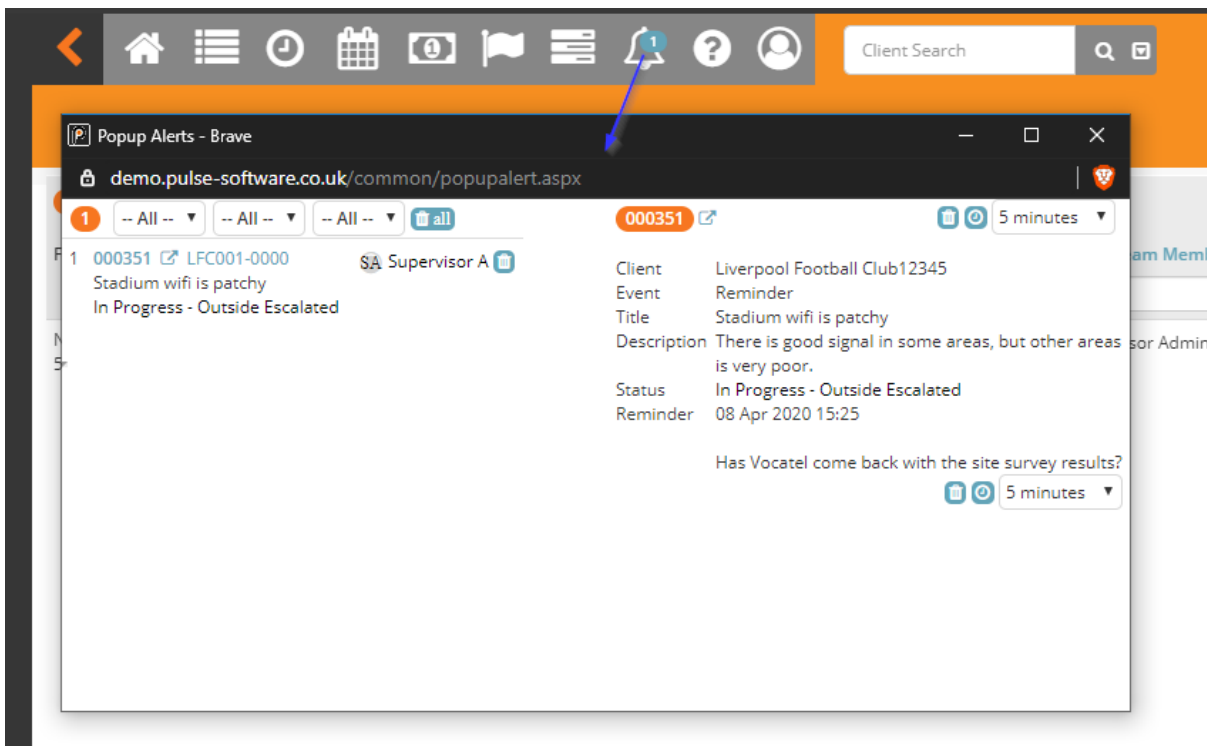 1
Client Search
Popup Alerts - Brave
demo.pulse-software.co.uk/common/popupalert.aspx
1 -- All -- -- All -- -- All -- all
1 000351 LFC001-0000 SA Supervisor A
Stadium wifi is patchy
In Progress - Outside Escalated
000351 5 minutes
Client Liverpool Football Club12345
Event Reminder
Title Stadium wifi is patchy
Description There is good signal in some areas, but other areas
is very poor.
Status In Progress - Outside Escalated
Reminder 08 Apr 2020 15:25
Has Vocatel come back with the site survey results?
5 minutes
am Meml
sor Admin